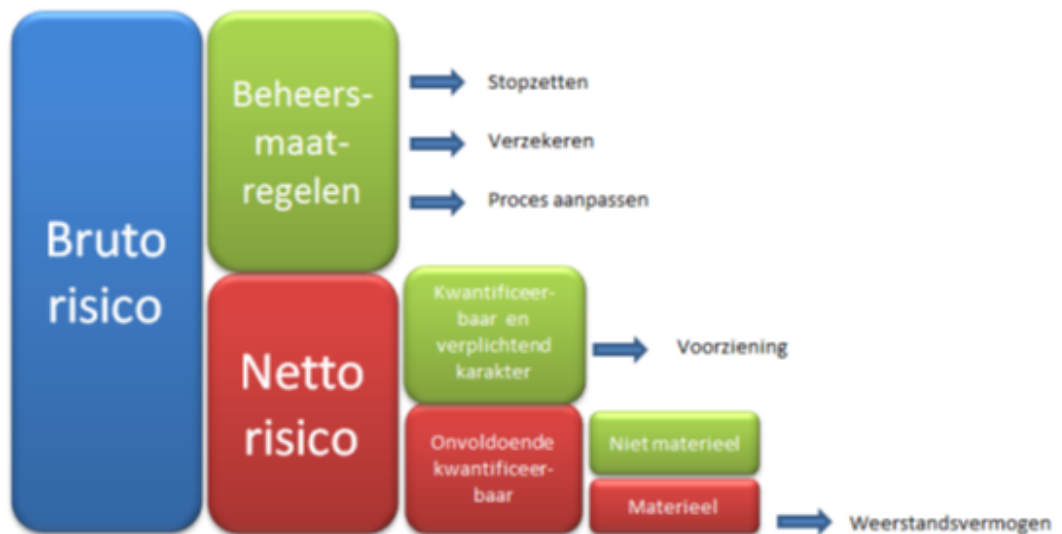 Bruto
risico
Beheers-
maat-
regelen
Stopzetten
Verzekeren
Proces aanpassen
Netto
risico
Kwantificeer-
baar en
verplichtend
karakter
Voorziening
Onvoldoende
kwantificeer-
baar
Niet materieel
Materieel
Weerstandsvermogen